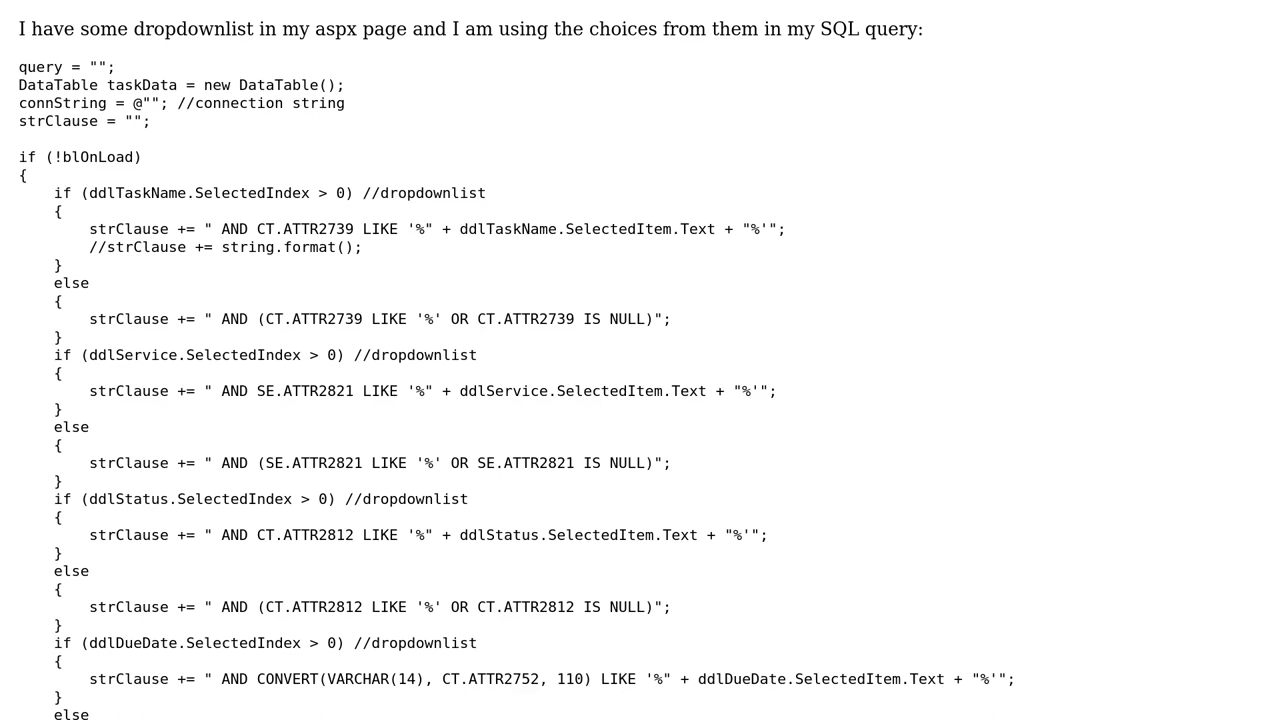 I have some dropdownlist in my aspx page and I am using the choices from them in my SQL query:
query = "";
DataTable taskData = new DataTable();
connString = @""; //connection string
strClause = "";

if (!blOnLoad)
{
    if (ddlTaskName.SelectedIndex > 0) //dropdownlist
    {
        strClause += " AND CT.ATTR2739 LIKE '%" + ddlTaskName.SelectedItem.Text + "%'";
        //strClause += string.format();
    }
    else
    {
        strClause += " AND (CT.ATTR2739 LIKE '%' OR CT.ATTR2739 IS NULL)";
    }
    if (ddlService.SelectedIndex > 0) //dropdownlist
    {
        strClause += " AND SE.ATTR2821 LIKE '%" + ddlService.SelectedItem.Text + "%'";
    }
    else
    {
        strClause += " AND (SE.ATTR2821 LIKE '%' OR SE.ATTR2821 IS NULL)";
    }
    if (ddlStatus.SelectedIndex > 0) //dropdownlist
    {
        strClause += " AND CT.ATTR2812 LIKE '%" + ddlStatus.SelectedItem.Text + "%'";
    }
    else
    {
        strClause += " AND (CT.ATTR2812 LIKE '%' OR CT.ATTR2812 IS NULL)";
    }
    if (ddlDueDate.SelectedIndex > 0) //dropdownlist
    {
        strClause += " AND CONVERT(VARCHAR(14), CT.ATTR2752, 110) LIKE '%" + ddlDueDate.SelectedItem.Text + "%'";
    }
    else